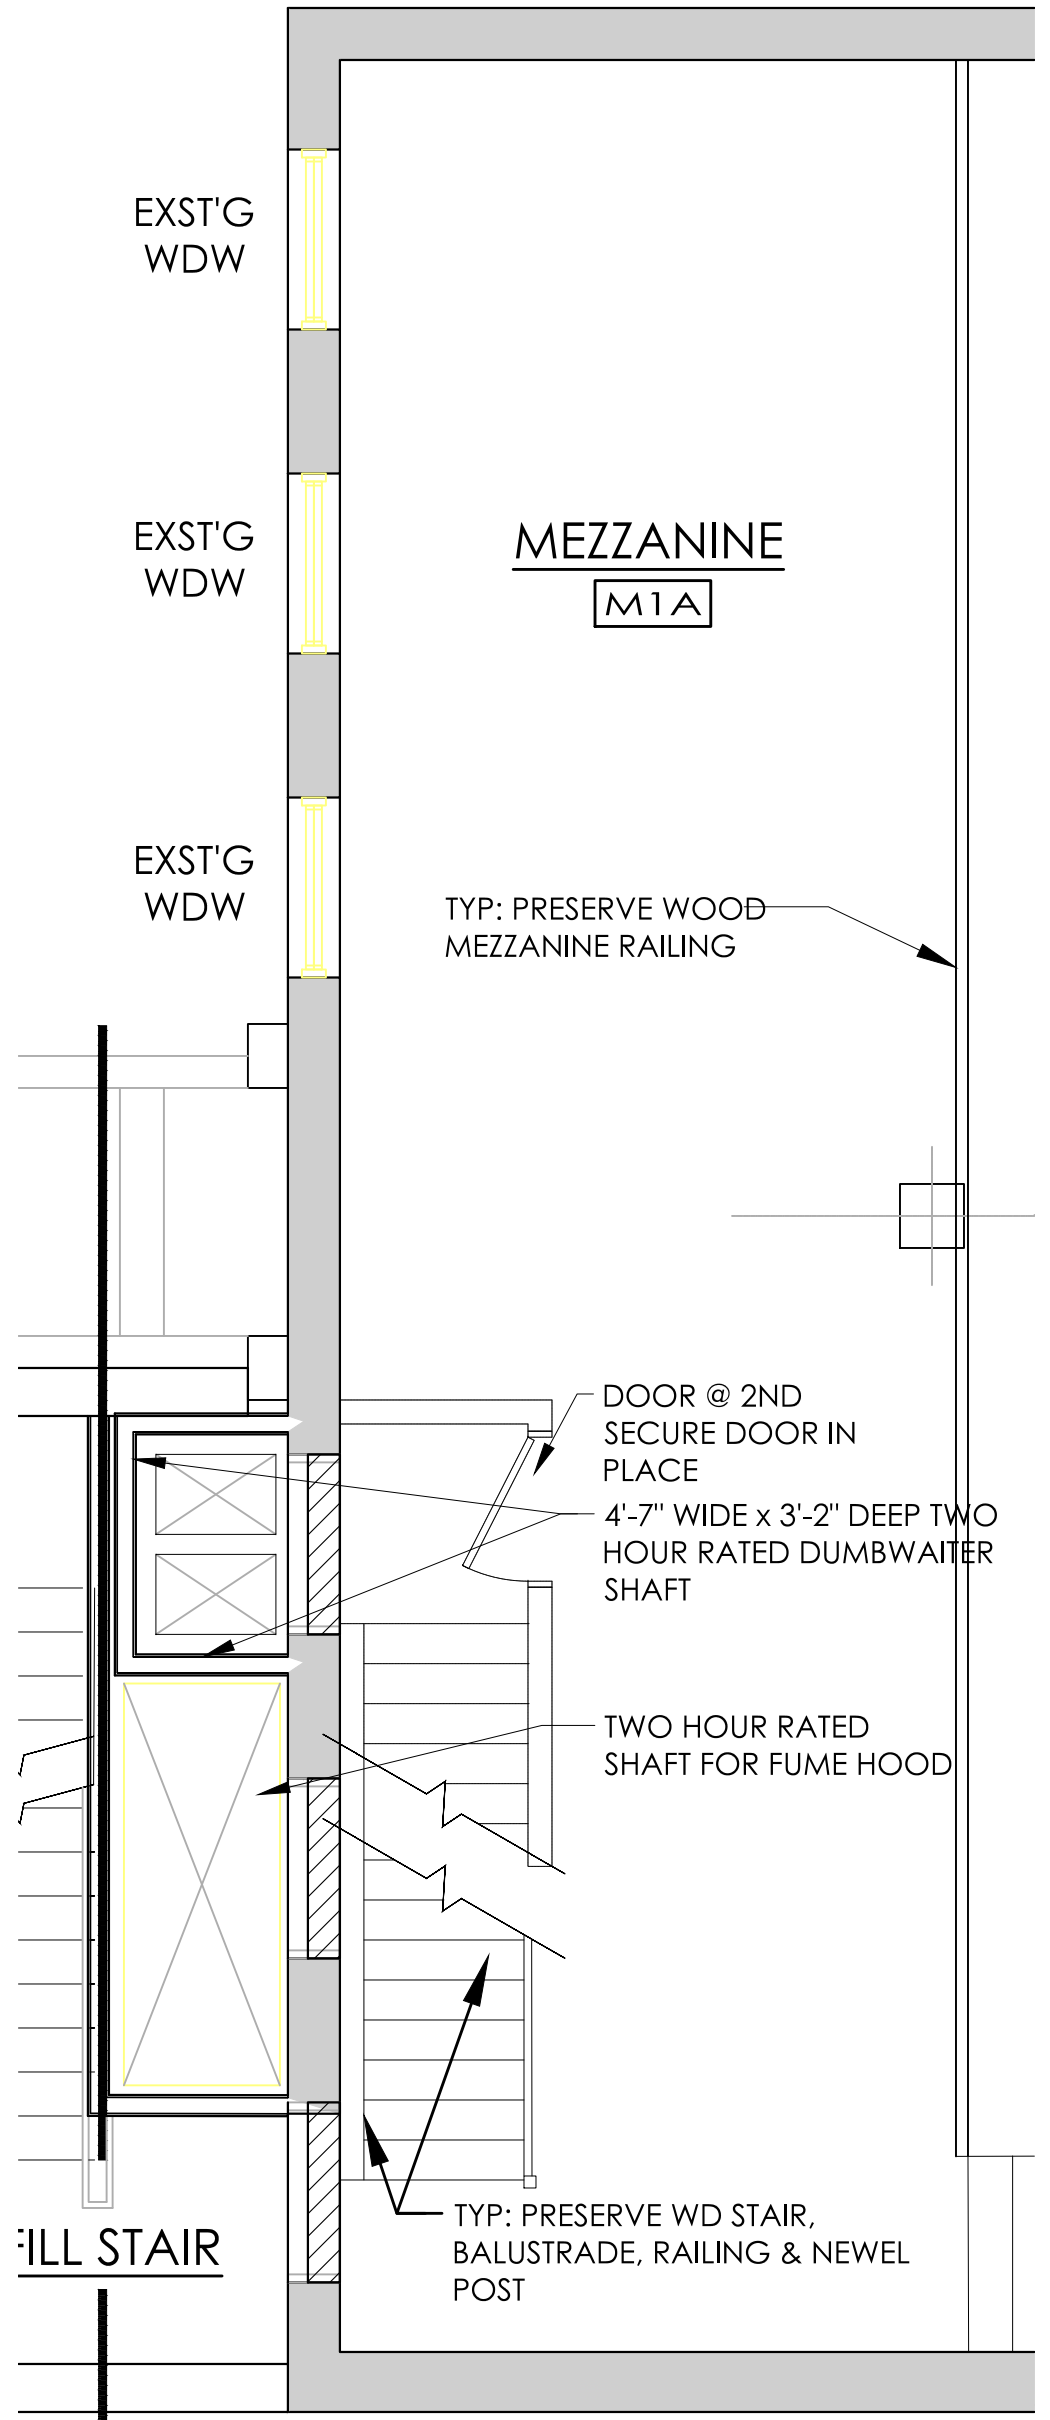 EXST'G
WDW
EXST'G
WDW
MEZZANINE
M1A
EXST'G
WDW
TYP: PRESERVE WOOD
MEZZANINE RAILING
DOOR @ 2ND
SECURE DOOR IN
PLACE
4'-7" WIDE x 3'-2" DEEP TWO
HOUR RATED DUMBWAITER
SHAFT
TWO HOUR RATED
SHAFT FOR FUME HOOD
TYP: PRESERVE WD STAIR,
BALUSTRADE, RAILING & NEWEL
POST
FILL STAIR